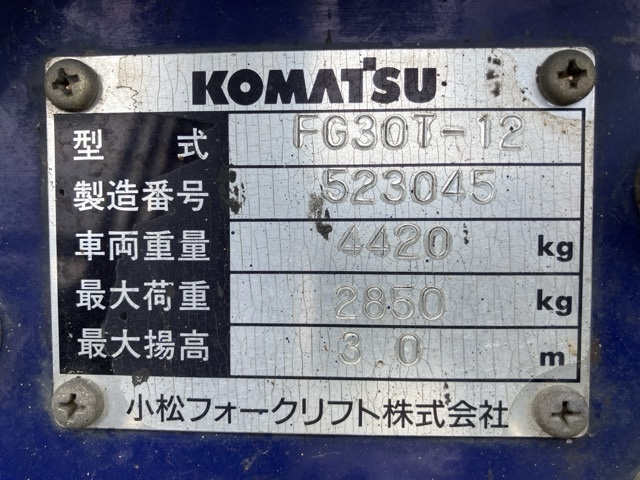 KOMATSU
型 式 FG30T-12
製造番号 523045
車両重量 4420 kg
最大荷重 2850 kg
最大揚高 3.0 m
小松フォークリフト株式会社